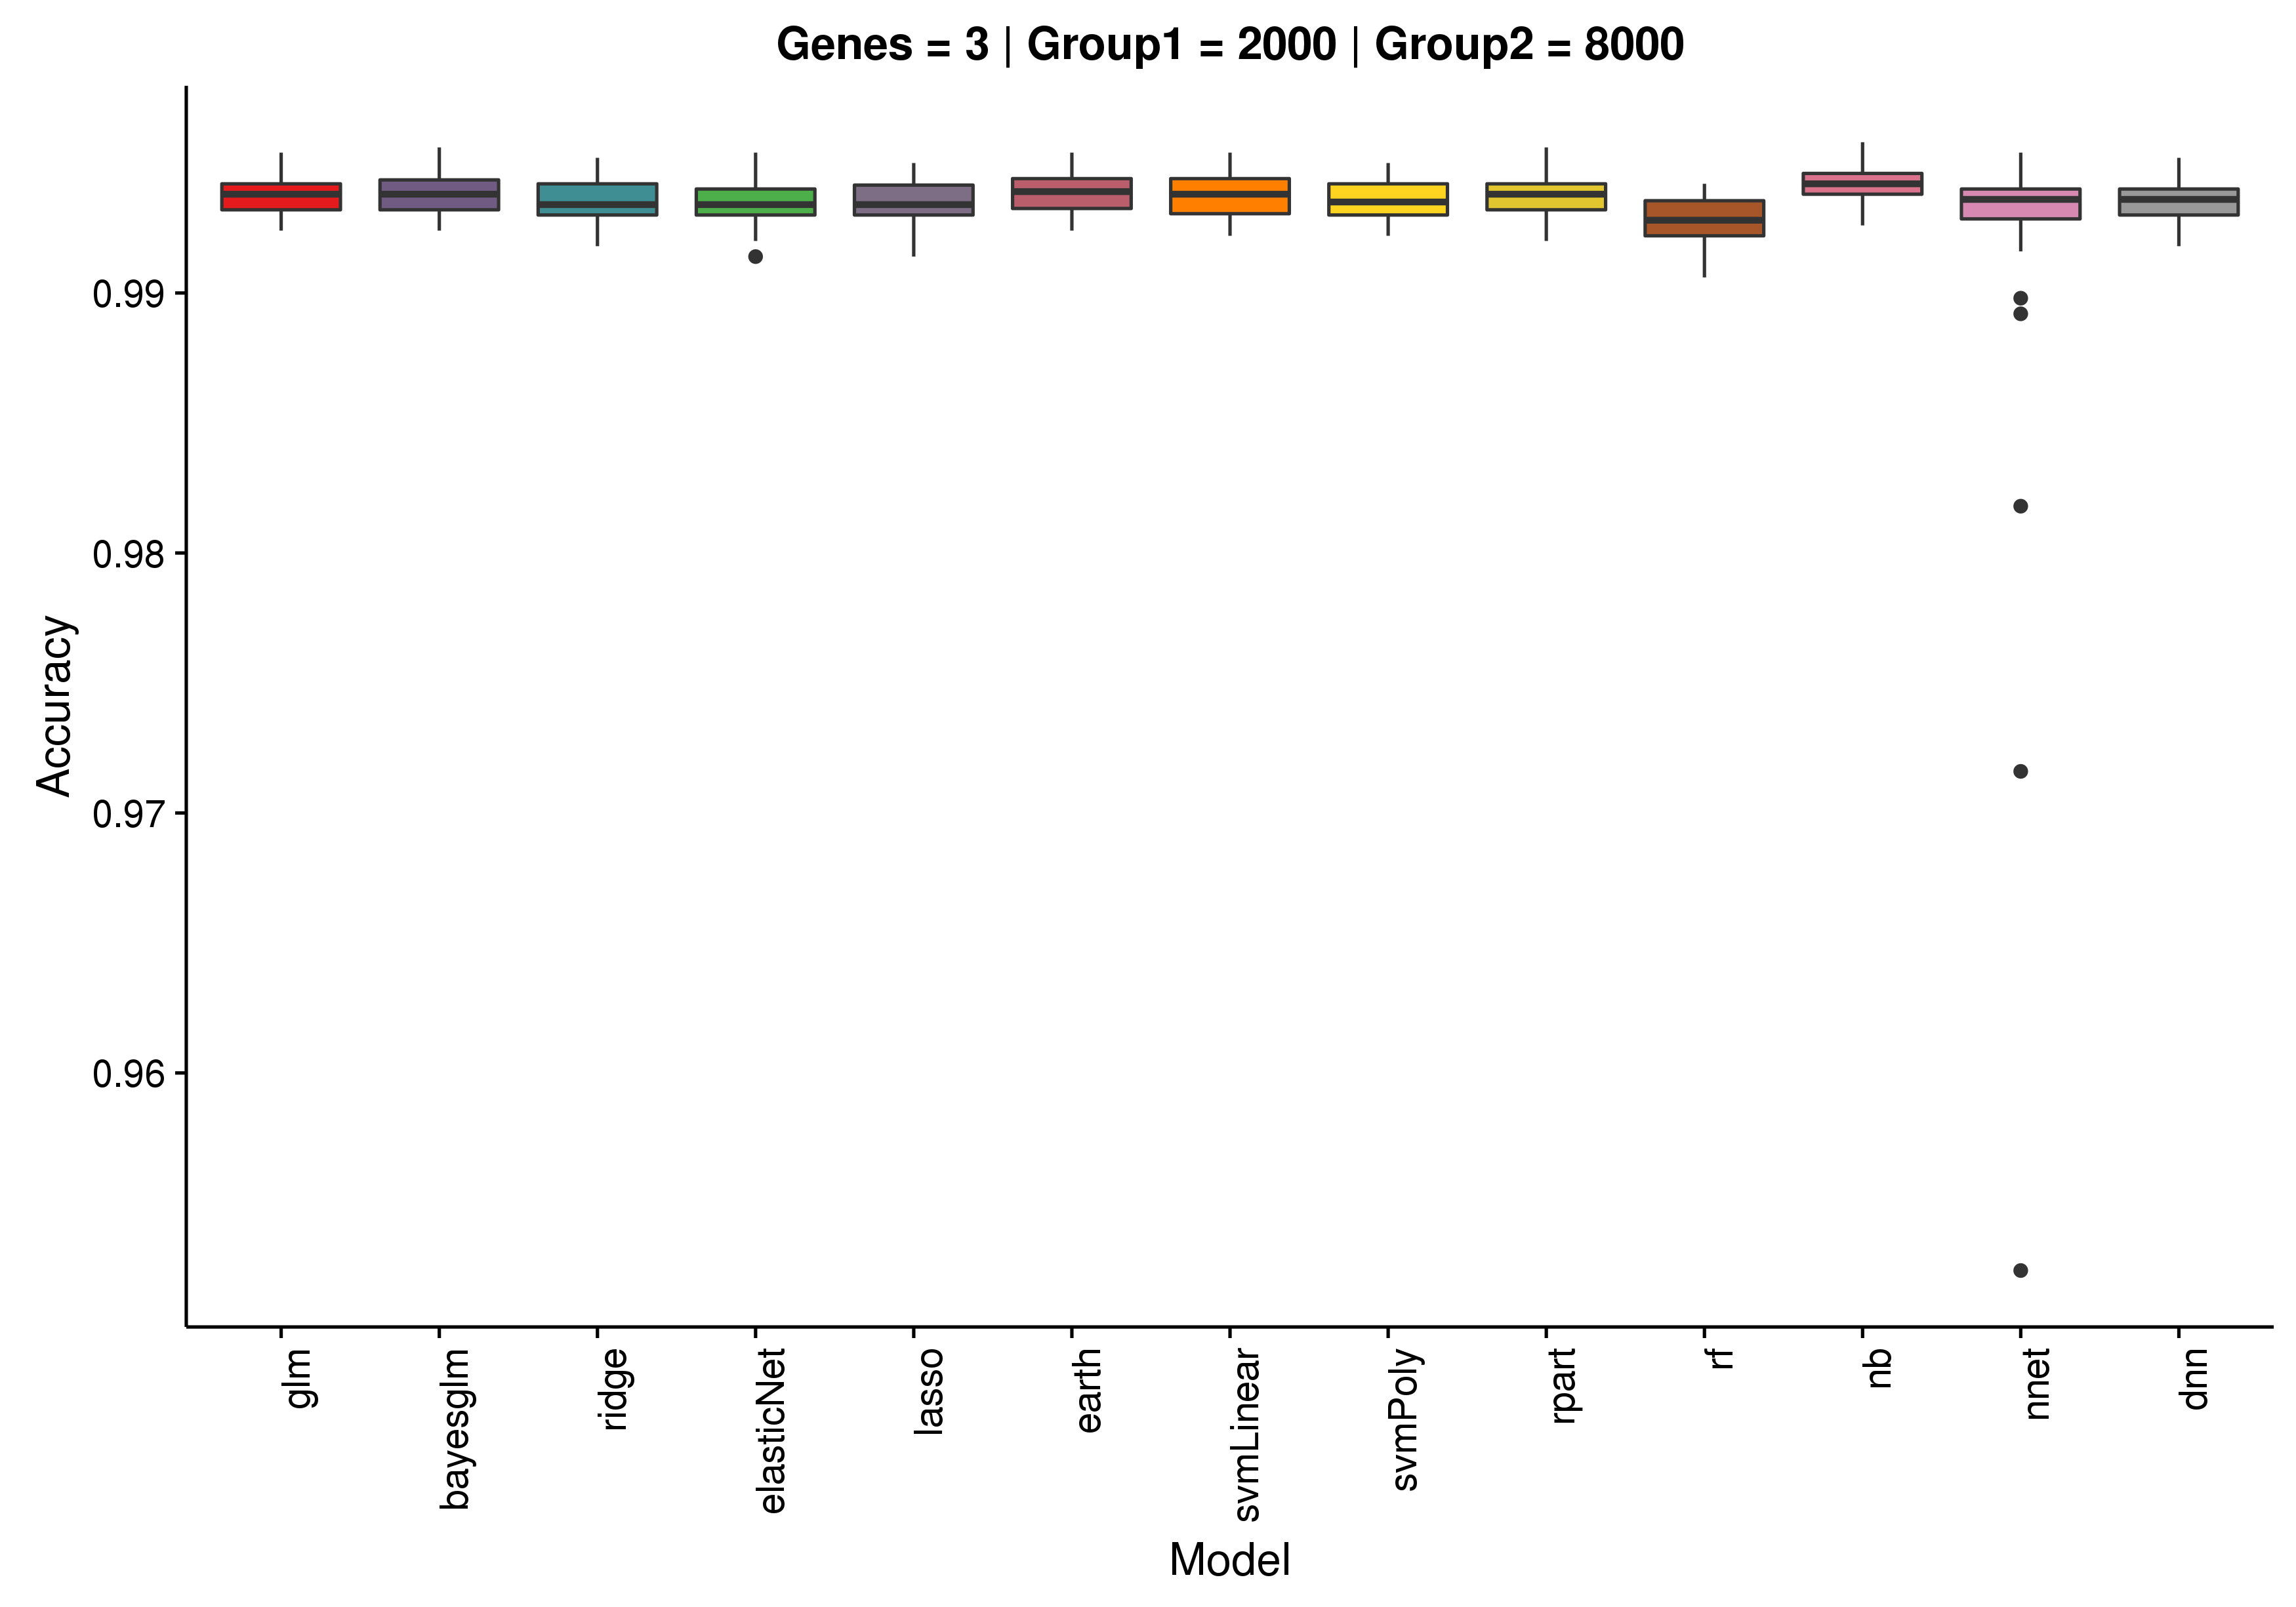 Genes = 3 | Group1 = 2000 | Group2 = 8000
Accuracy
0.99
0.98
0.97
0.96
glm
bayesglm
ridge
elasticNet
lasso
earth
svmLinear
svmPoly
rpart
rf
nb
nnet
dnn
Model